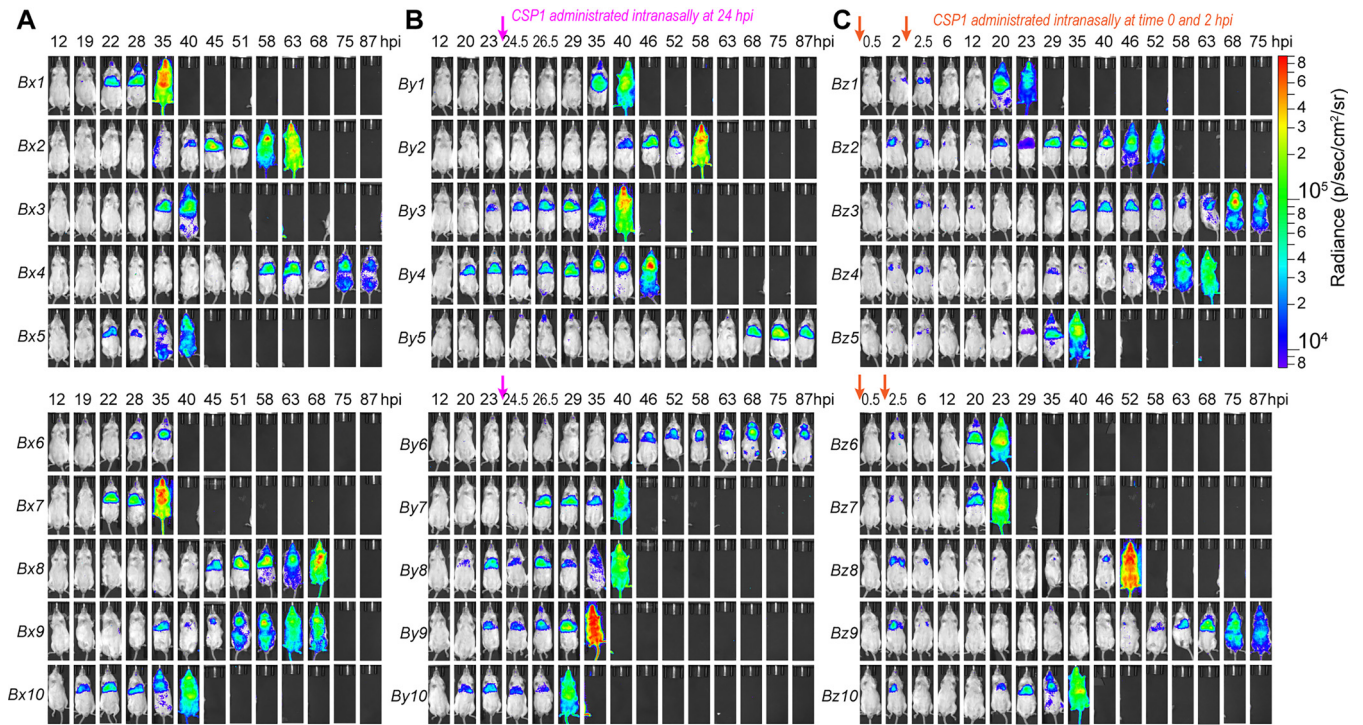 A
12 19 22 28 35 40 45 51 58 63 68 75 87 hpi
Bx1
Bx2
Bx3
Bx4
Bx5
12 19 22 28 35 40 45 51 58 63 68 75 87 hpi
Bx6
Bx7
Bx8
Bx9
Bx10
B
CSP1 administrated intranasally at 24 hpi
12 20 23 24.5 26.5 29 35 40 46 52 58 63 68 75 87 hpi
By1
By2
By3
By4
By5
12 20 23 24.5 26.5 29 35 40 46 52 58 63 68 75 87 hpi
By6
By7
By8
By9
By10
C
CSP1 administrated intranasally at time 0 and 2 hpi
0.5 2 2.5 6 12 20 23 29 35 40 46 52 58 63 68 75 hpi
Bz1
Bz2
Bz3
Bz4
Bz5
0.5 2.5 6 12 20 23 29 35 40 46 52 58 63 68 75 87 hpi
Bz6
Bz7
Bz8
Bz9
Bz10
8
6
4
3
2
10⁵
8
6
4
3
2
10⁴
8
Radiance (p/sec/cm²/sr)